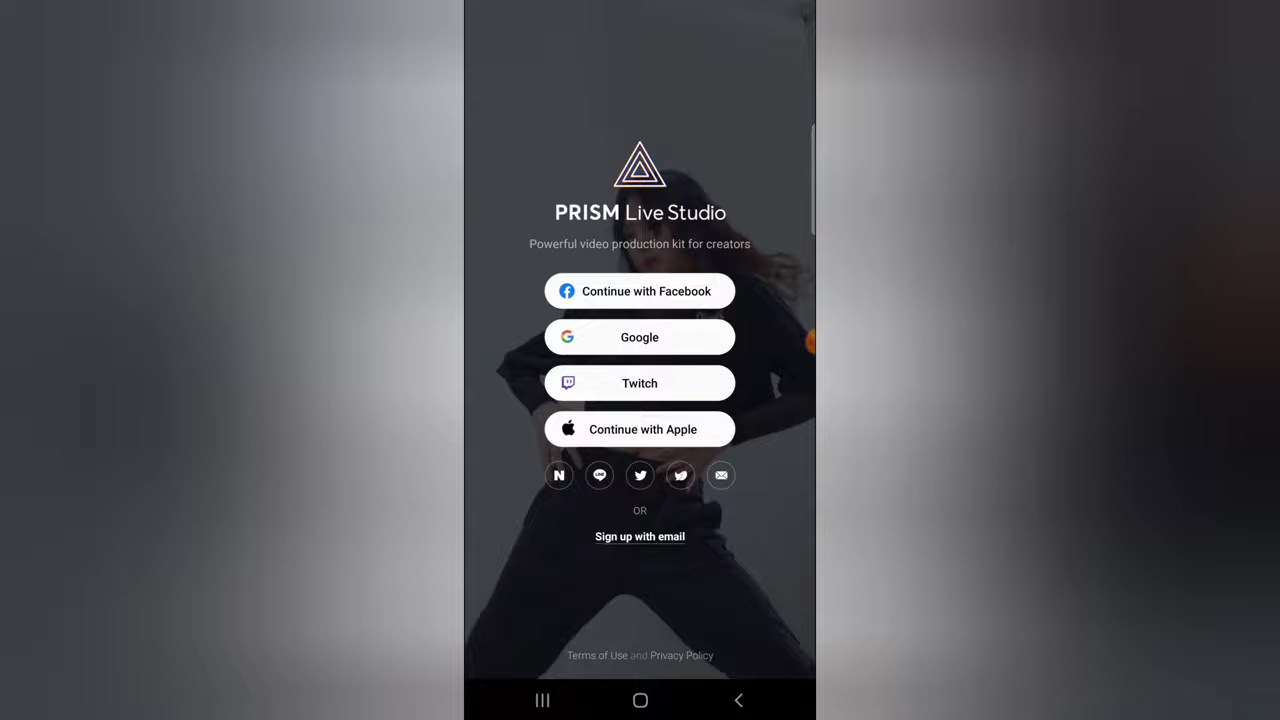 PRISM Live Studio
Powerful video production kit for creators
Continue with Facebook
Google
Twitch
Continue with Apple
N
LINE
OR
Sign up with email
Terms of Use and Privacy Policy